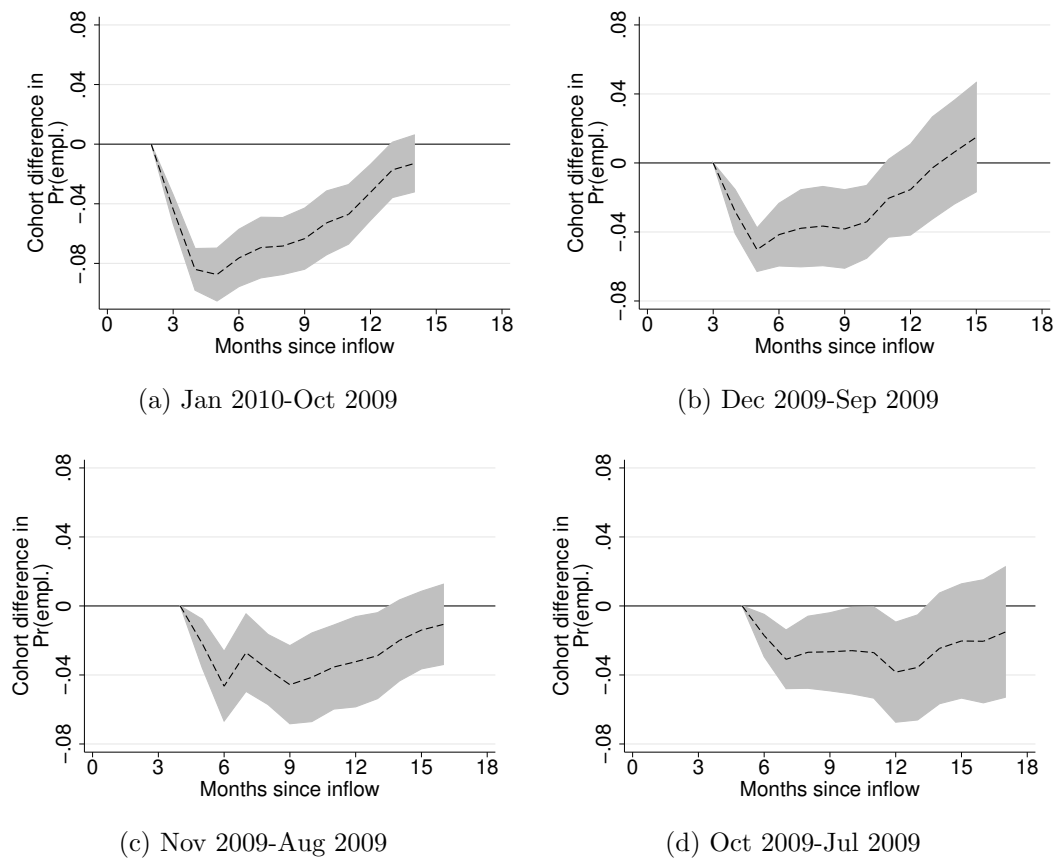 .08
.04
0
−.04
−.08
Cohort difference in
Pr(empl.)
0 3 6 9 12 15 18
Months since inflow
(a) Jan 2010-Oct 2009
.08
.04
0
−.04
−.08
Cohort difference in
Pr(empl.)
0 3 6 9 12 15 18
Months since inflow
(b) Dec 2009-Sep 2009
.08
.04
0
−.04
−.08
Cohort difference in
Pr(empl.)
0 3 6 9 12 15 18
Months since inflow
(c) Nov 2009-Aug 2009
.08
.04
0
−.04
−.08
Cohort difference in
Pr(empl.)
0 3 6 9 12 15 18
Months since inflow
(d) Oct 2009-Jul 2009